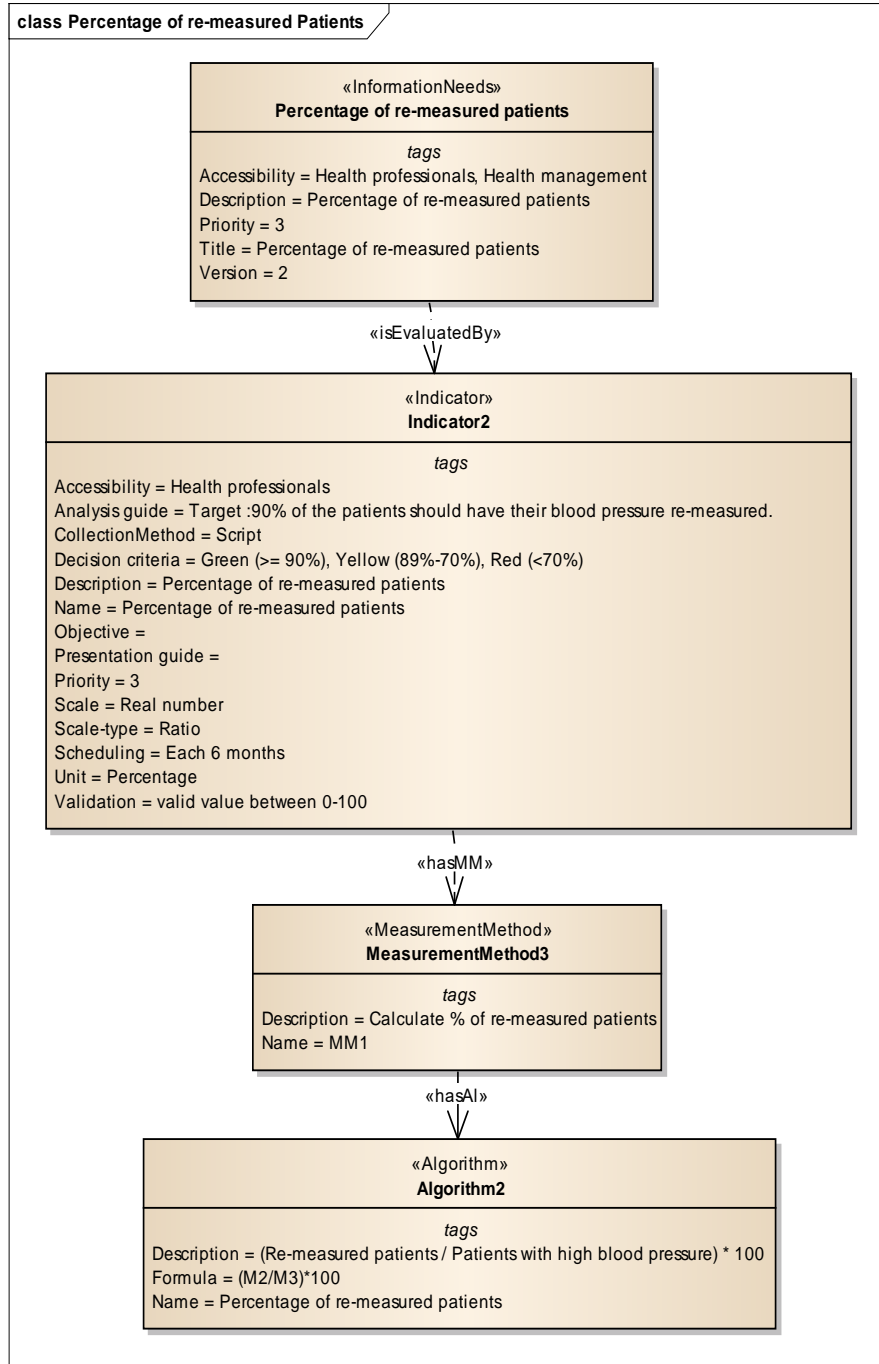 class Percentage of re-measured Patients
«InformationNeeds»
Percentage of re-measured patients
tags
Accessibility = Health professionals, Health management
Description = Percentage of re-measured patients
Priority = 3
Title = Percentage of re-measured patients
Version = 2
«isEvaluatedBy»
«Indicator»
Indicator2
tags
Accessibility = Health professionals
Analysis guide = Target :90% of the patients should have their blood pressure re-measured.
CollectionMethod = Script
Decision criteria = Green (>= 90%), Yellow (89%-70%), Red (<70%)
Description = Percentage of re-measured patients
Name = Percentage of re-measured patients
Objective =
Presentation guide =
Priority = 3
Scale = Real number
Scale-type = Ratio
Scheduling = Each 6 months
Unit = Percentage
Validation = valid value between 0-100
«hasMM»
«MeasurementMethod»
MeasurementMethod3
tags
Description = Calculate % of re-measured patients
Name = MM1
«hasAl»
«Algorithm»
Algorithm2
tags
Description = (Re-measured patients / Patients with high blood pressure) * 100
Formula = (M2/M3)*100
Name = Percentage of re-measured patients